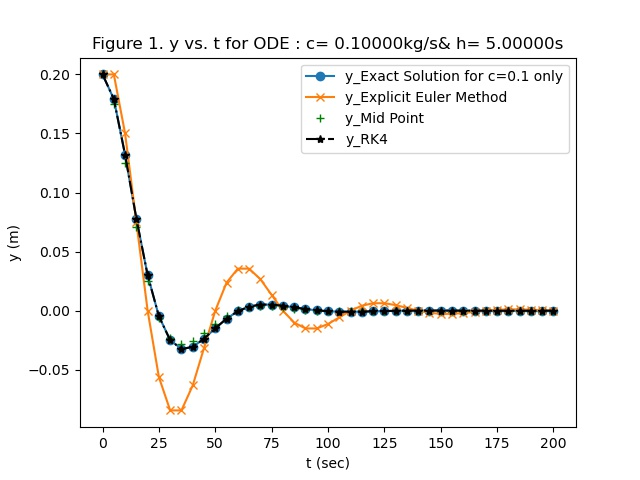 Figure 1. y vs. t for ODE : c= 0.10000kg/s& h= 5.00000s
y_Exact Solution for c=0.1 only
y_Explicit Euler Method
y_Mid Point
y_RK4
y (m)
0.20
0.15
0.10
0.05
0.00
−0.05
0 25 50 75 100 125 150 175 200
t (sec)